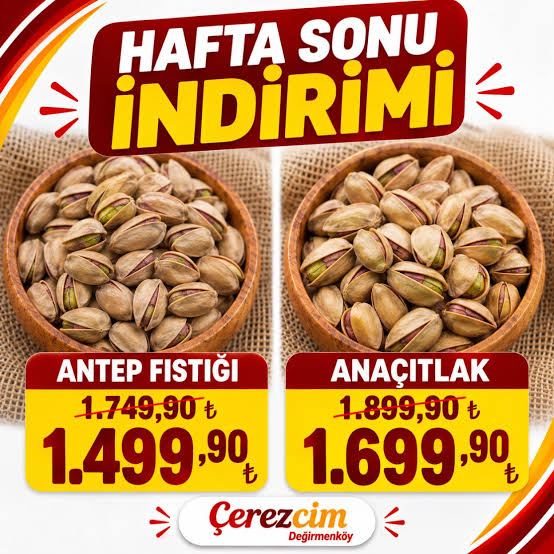 HAFTA SONU
İNDİRİMİ
ANTEP FISTIĞI
1.749,90 ₺
1.499,90 ₺
ANAÇITLAK
1.899,90 ₺
1.699,90 ₺
Çerezcim
Değirmenköy